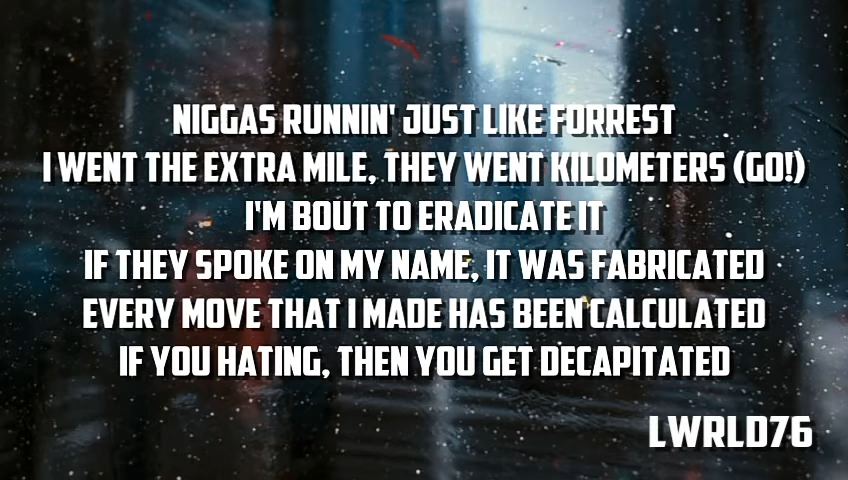 NIGGAS RUNNIN' JUST LIKE FORREST
I WENT THE EXTRA MILE, THEY WENT KILOMETERS (GO!)
I'M BOUT TO ERADICATE IT
IF THEY SPOKE ON MY NAME, IT WAS FABRICATED
EVERY MOVE THAT I MADE HAS BEEN CALCULATED
IF YOU HATING, THEN YOU GET DECAPITATED
LWRLD76